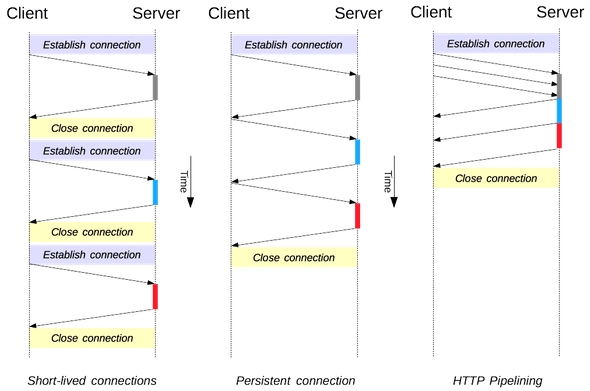 Client Server
Establish connection
Close connection
Establish connection
Close connection
Establish connection
Close connection
Time
Short-lived connections
Client Server
Establish connection
Close connection
Time
Persistent connection
Client Server
Establish connection
Close connection
HTTP Pipelining